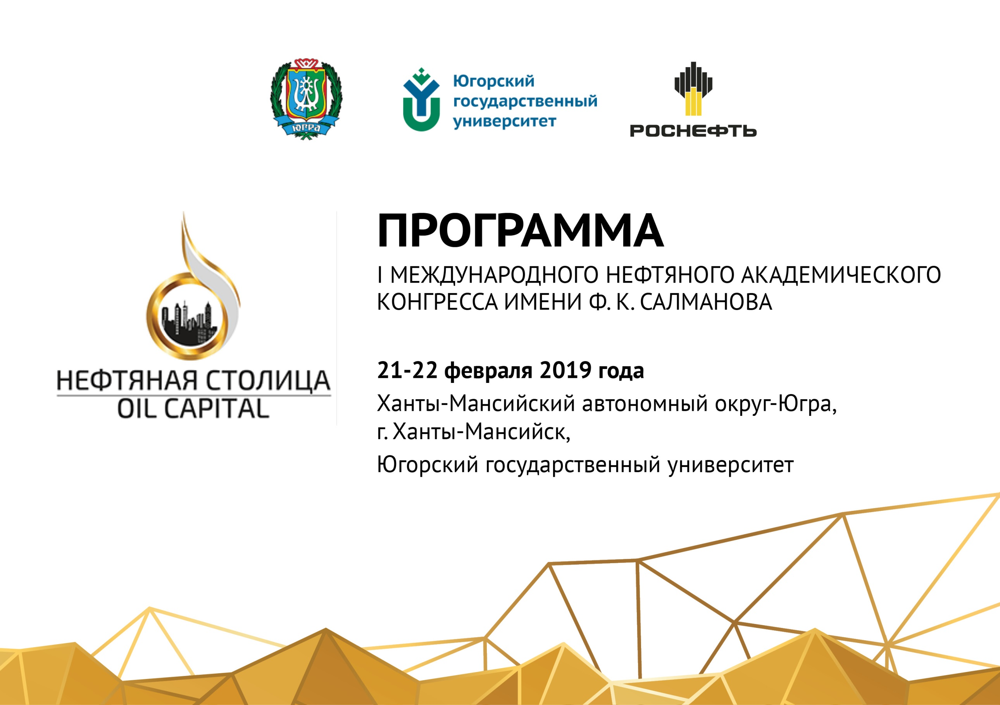 ЮГРА
Югорский
государственный
университет
РОСНЕФТЬ
ПРОГРАММА
I МЕЖДУНАРОДНОГО НЕФТЯНОГО АКАДЕМИЧЕСКОГО
КОНГРЕССА ИМЕНИ Ф. К. САЛМАНОВА
НЕФТЯНАЯ СТОЛИЦА
OIL CAPITAL
21-22 февраля 2019 года
Ханты-Мансийский автономный округ-Югра,
г. Ханты-Мансийск,
Югорский государственный университет